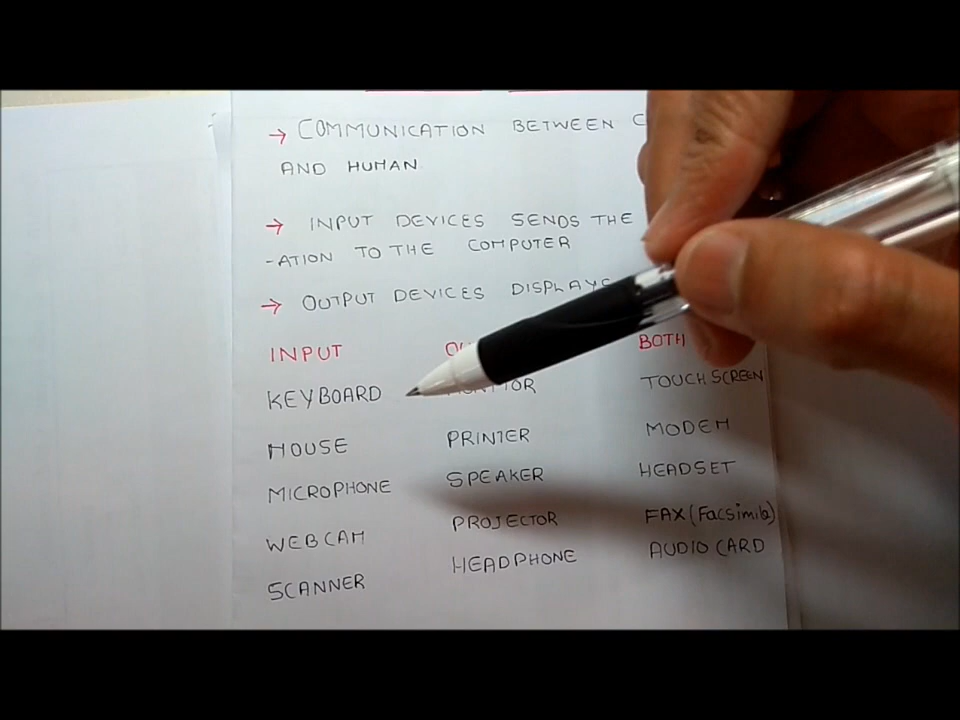 → COMMUNICATION BETWEEN
AND HUMAN
→ INPUT DEVICES SENDS THE
-ATION TO THE COMPUTER
→ OUTPUT DEVICES DISPLAYS
INPUT BOTH
KEYBOARD MONITOR TOUCH SCREEN
MOUSE PRINTER MODEM
MICROPHONE SPEAKER HEADSET
WEBCAM PROJECTOR FAX (Facsimile)
SCANNER HEADPHONE AUDIO CARD